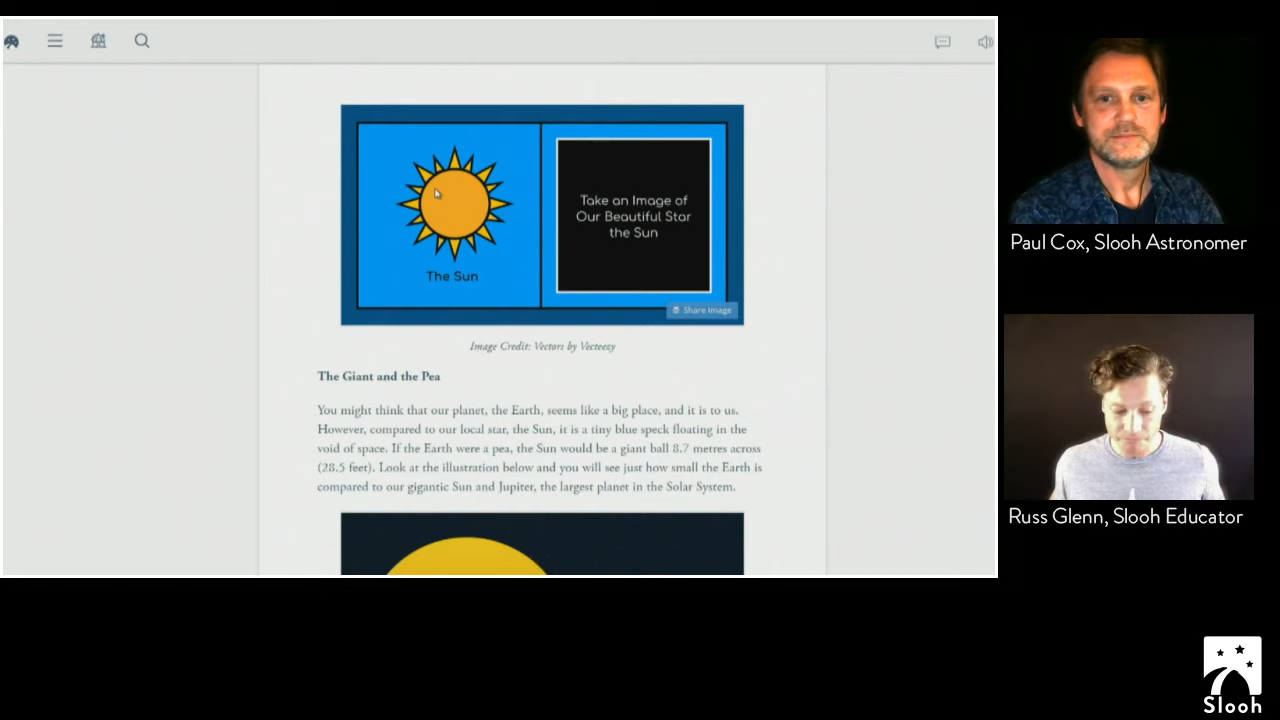 Take an Image of
Our Beautiful Star
the Sun
The Sun
Share Image
Image Credit: Vectors by Vecteezy
The Giant and the Pea
You might think that our planet, the Earth, seems like a big place, and it is to us.
However, compared to our local star, the Sun, it is a tiny blue speck floating in the
void of space. If the Earth were a pea, the Sun would be a giant ball 8.7 metres across
(28.5 feet). Look at the illustration below and you will see just how small the Earth is
compared to our gigantic Sun and Jupiter, the largest planet in the Solar System.
Paul Cox, Slooh Astronomer
Russ Glenn, Slooh Educator
Slooh